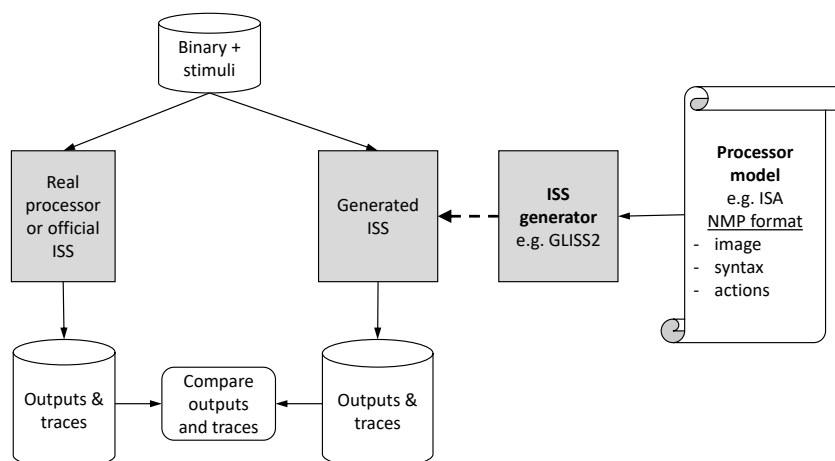 Binary +
stimuli
Real
processor
or official
ISS
Generated
ISS
ISS
generator
e.g. GLISS2
Processor
model
e.g. ISA
NMP format
- image
- syntax
- actions
Outputs &
traces
Compare
outputs
and traces
Outputs &
traces